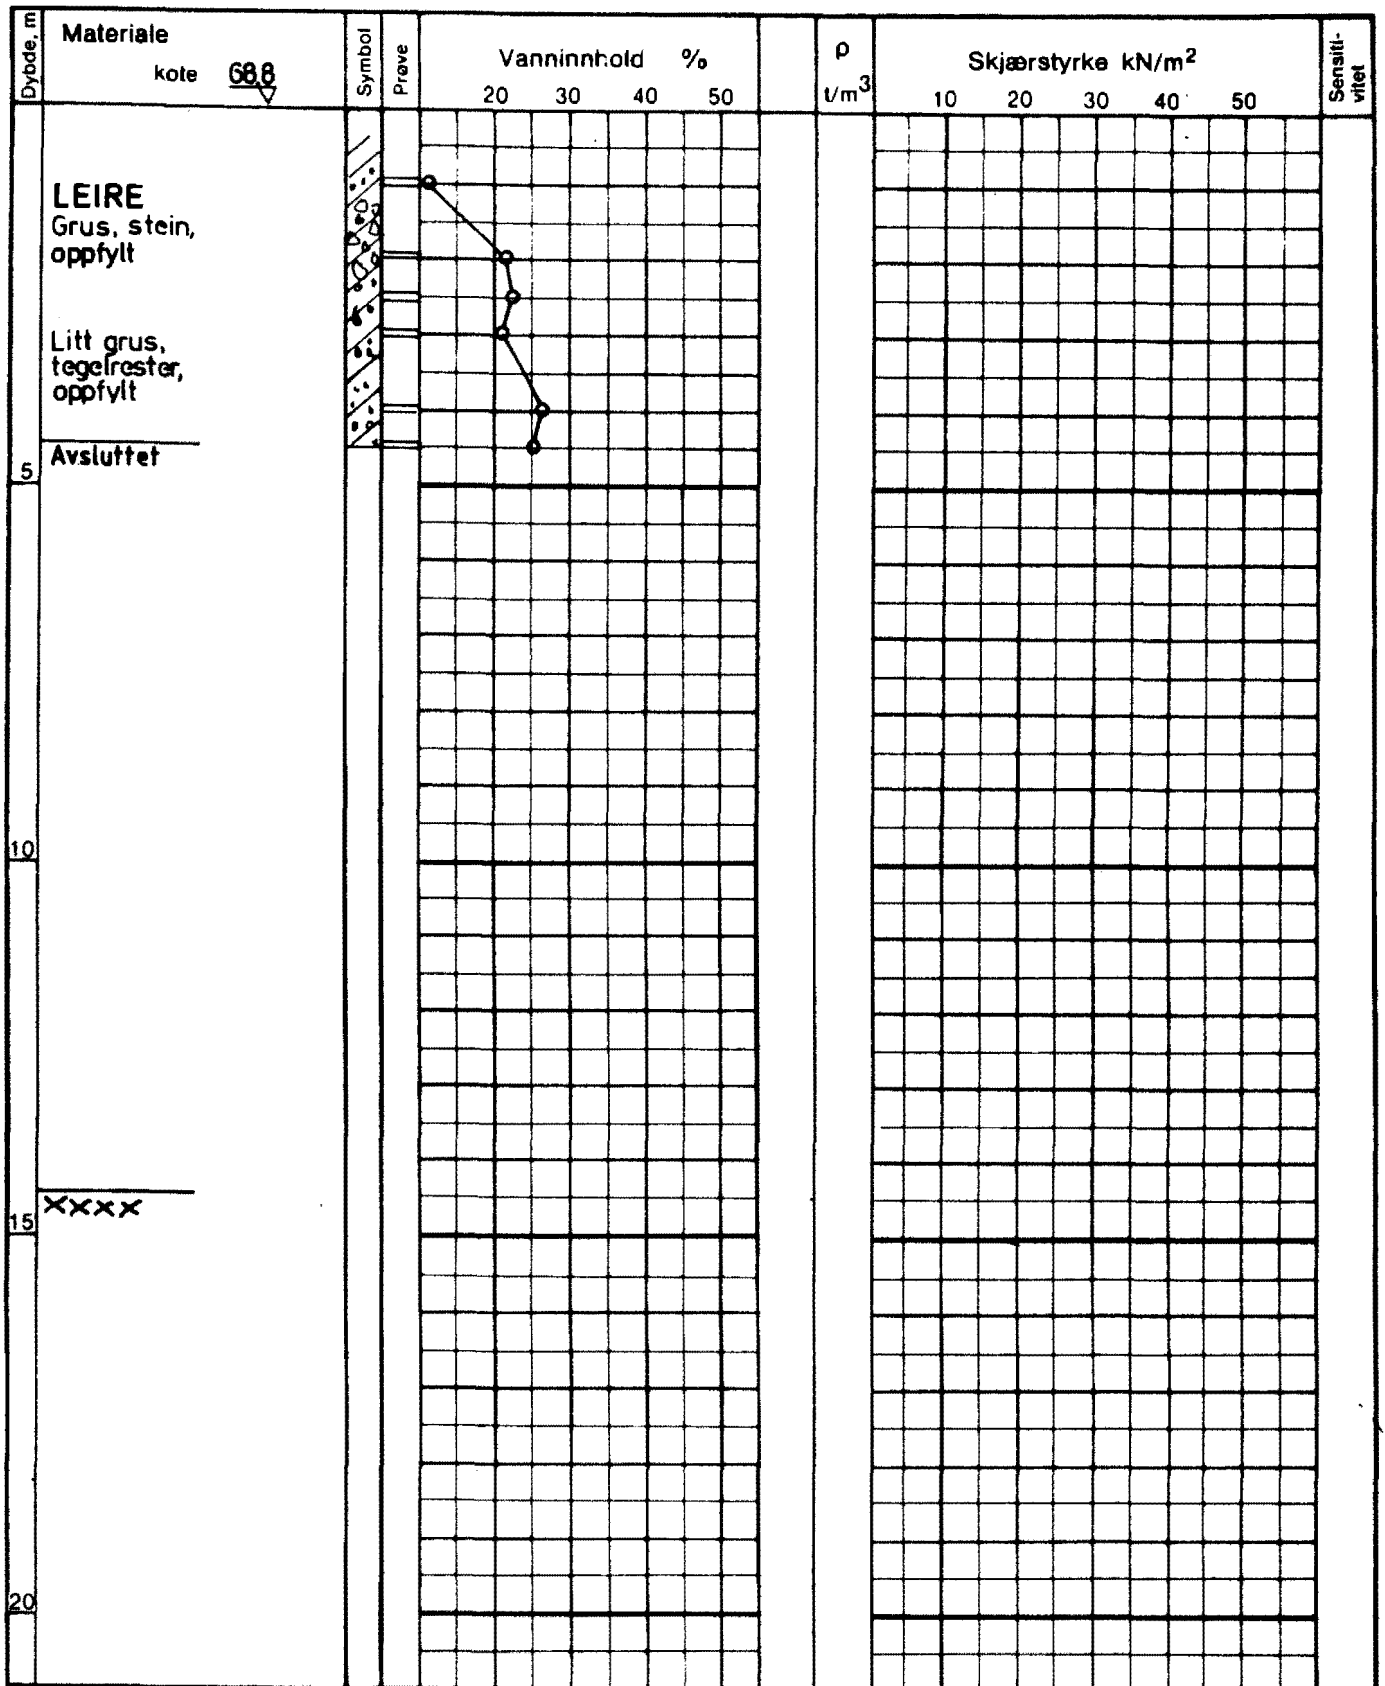 Dybde, m
Materiale
kote 68,8
Symbol
Prøve
Vanninnhold %
20 30 40 50
ρ
t/m³
Skjærstyrke kN/m²
10 20 30 40 50
Sensiti-
vitet
LEIRE
Grus, stein,
oppfylt
Litt grus,
tegelrester,
oppfylt
Avsluttet
5
10
15
20